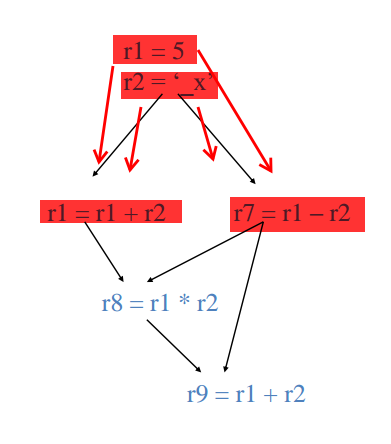 r1 = 5
r2 = ‘_x’
r1 = r1 + r2
r7 = r1 – r2
r8 = r1 * r2
r9 = r1 + r2